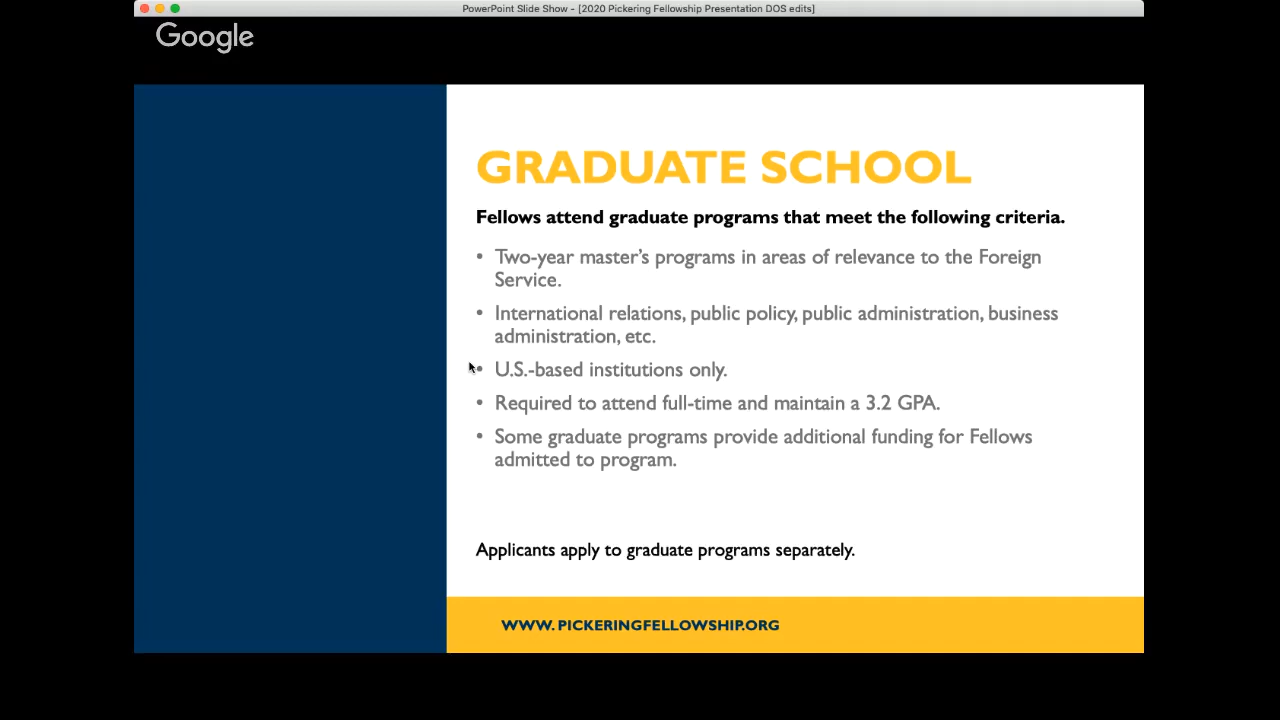 PowerPoint Slide Show - [2020 Pickering Fellowship Presentation DOS edits]
Google
GRADUATE SCHOOL
Fellows attend graduate programs that meet the following criteria.
• Two-year master’s programs in areas of relevance to the Foreign
Service.
• International relations, public policy, public administration, business
administration, etc.
• U.S.-based institutions only.
• Required to attend full-time and maintain a 3.2 GPA.
• Some graduate programs provide additional funding for Fellows
admitted to program.
Applicants apply to graduate programs separately.
WWW. PICKERINGFELLOWSHIP.ORG